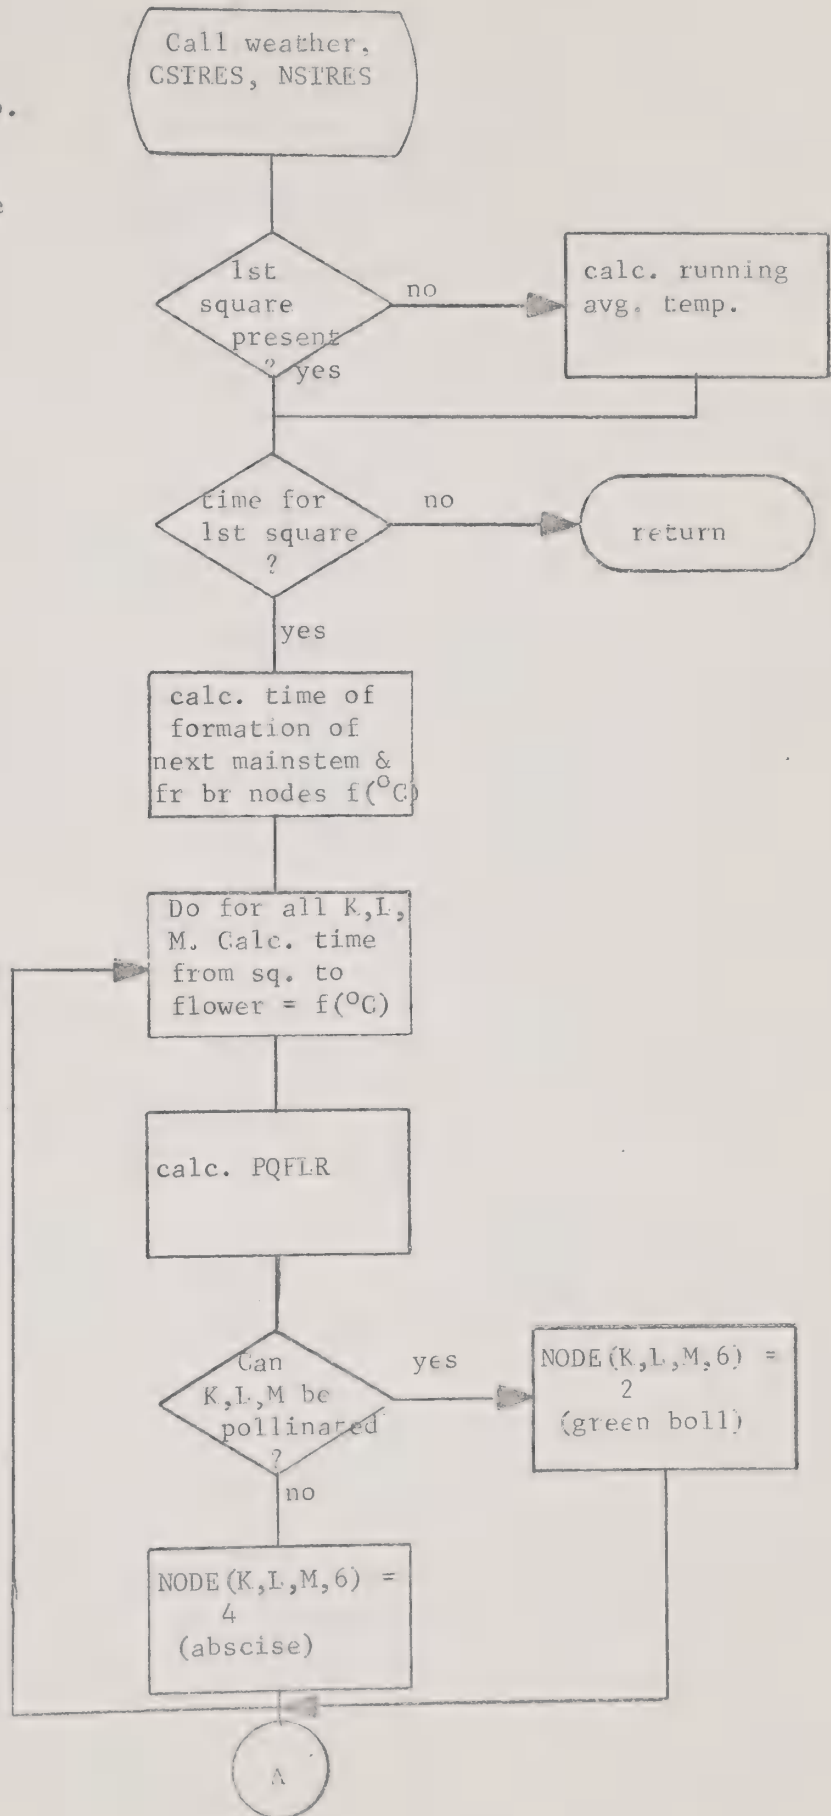 Call weather,
CSTRES, NSTRES
1st
square
present
?
yes
no
calc. running
avg. temp.
time for
1st square
?
no
return
yes
calc. time of
formation of
next mainstem &
fr br nodes f(°C)
Do for all K,L,
M. Calc. time
from sq. to
flower = f(°C)
calc. PQFLR
Can
K,L,M be
pollinated
?
yes
NODE(K,L,M,6) =
2
(green boll)
no
NODE(K,L,M,6) =
4
(abscise)
A